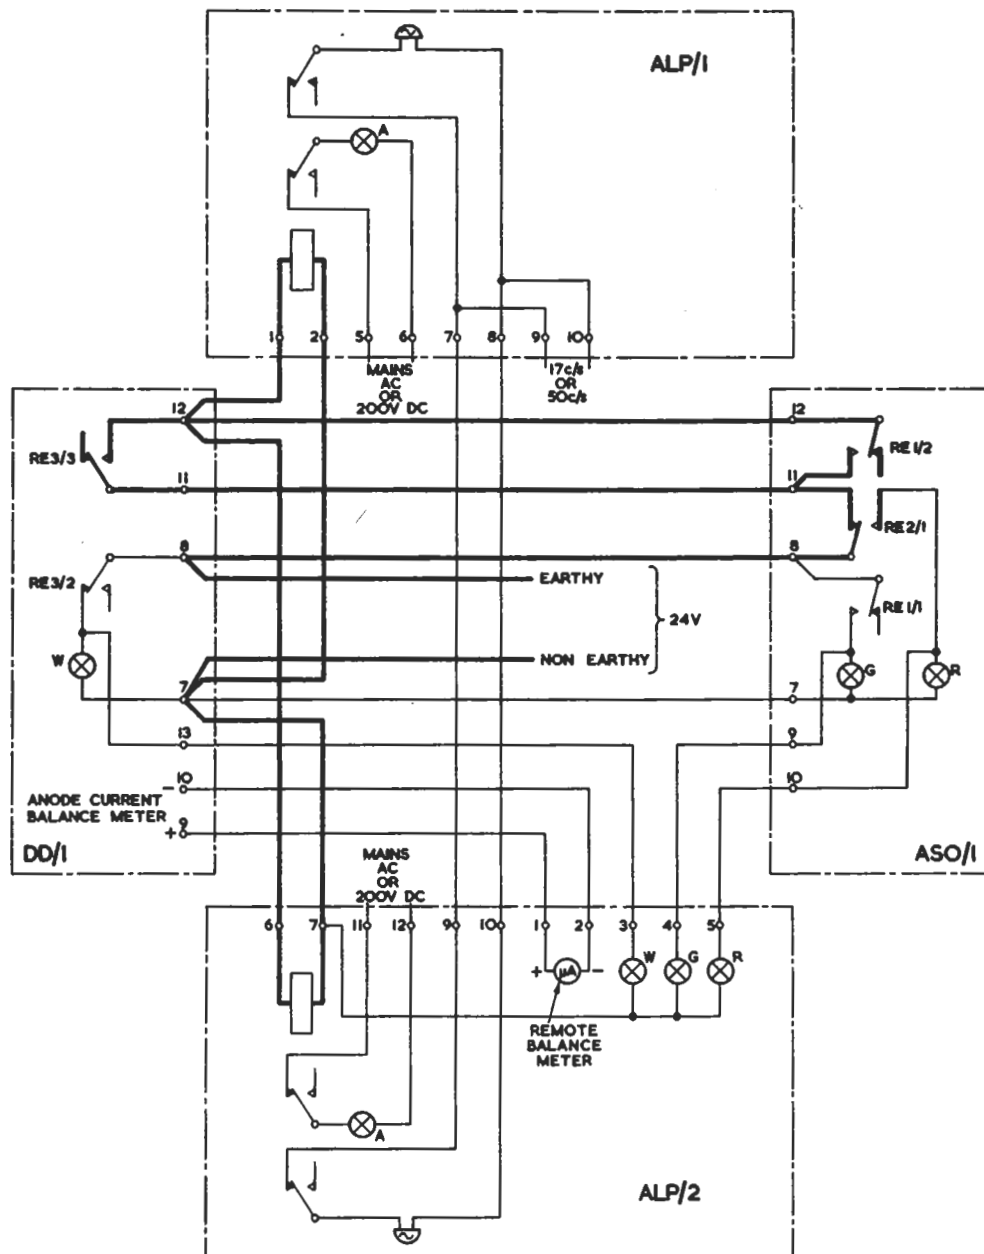 ALP/1
A
1 2 5 6 7 8 9 10
MAINS
AC
OR
200V DC
17c/s
OR
50c/s
12
RE3/3
11
8
RE3/2
W
7
13
- 10
ANODE CURRENT
BALANCE METER
+ 9
DD/1
EARTHY
24V
NON EARTHY
12
RE1/2
11
RE2/1
8
RE1/1
G R
7
9
10
ASO/1
MAINS
AC
OR
200V DC
6 7 11 12 9 10 1 2 3 4 5
+ µA - W G R
REMOTE
BALANCE
METER
A
ALP/2